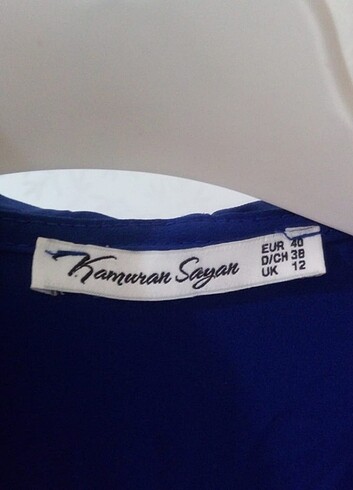 Kamuran Sayan
EUR 40
D/CH 38
UK 12